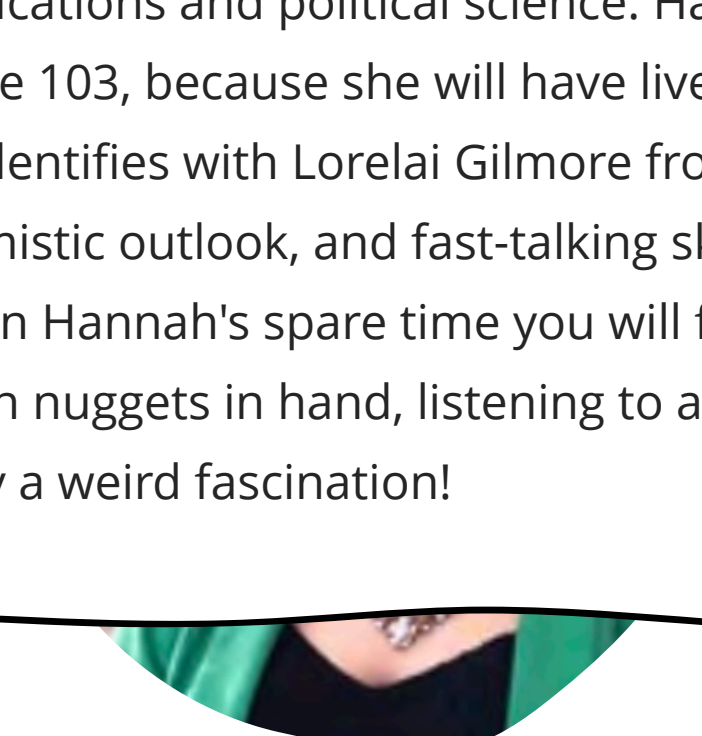 ications and political science. Ha
e 103, because she will have live
dentifies with Lorelai Gilmore fro
nistic outlook, and fast-talking sk
n Hannah's spare time you will f
n nuggets in hand, listening to a
y a weird fascination!